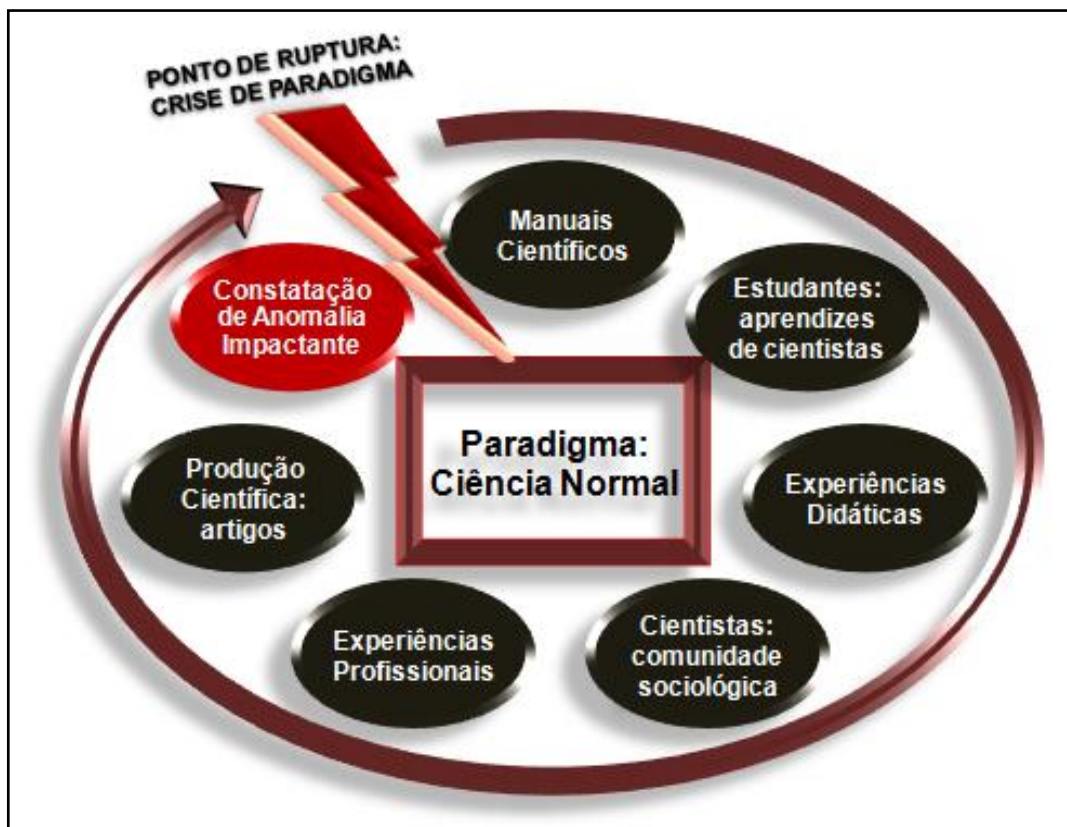 PONTO DE RUPTURA:
CRISE DE PARADIGMA
Manuais
Científicos
Estudantes:
aprendizes
de cientistas
Experiências
Didáticas
Cientistas:
comunidade
sociológica
Experiências
Profissionais
Produção
Científica:
artigos
Constatação
de Anomalia
Impactante
Paradigma:
Ciência Normal